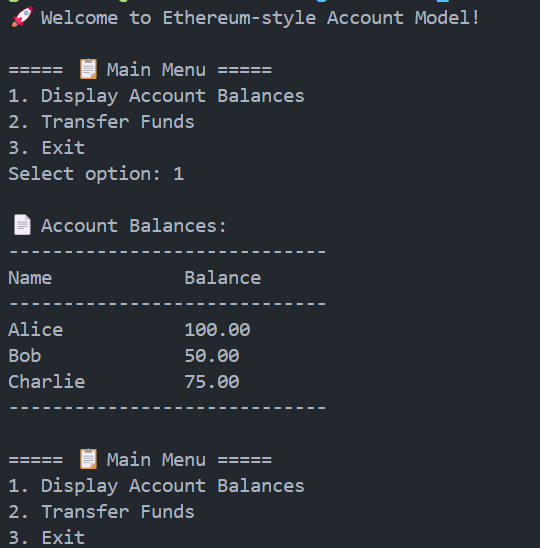 🚀 Welcome to Ethereum-style Account Model!
===== 📋 Main Menu =====
1. Display Account Balances
2. Transfer Funds
3. Exit
Select option: 1
📄 Account Balances:
-----------------------------
Name            Balance
-----------------------------
Alice           100.00
Bob             50.00
Charlie         75.00
-----------------------------
===== 📋 Main Menu =====
1. Display Account Balances
2. Transfer Funds
3. Exit